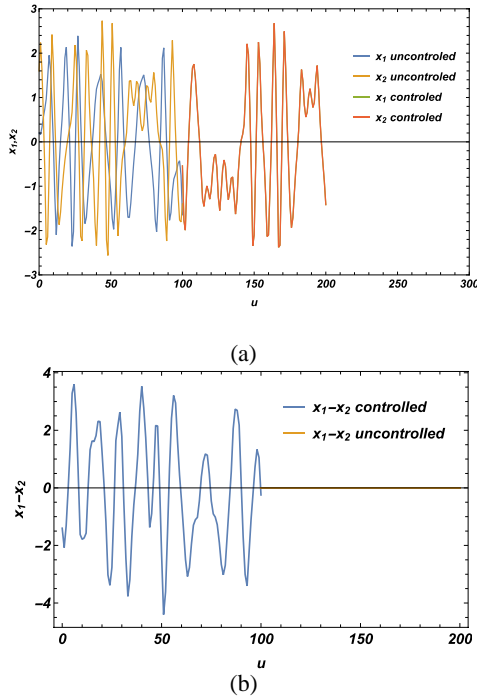 3
2
1
0
-1
-2
-3
x₁,x₂
0
50
100
150
200
250
300
u
x₁ uncontroled
x₂ uncontroled
x₁ controled
x₂ controled
(a)
4
2
0
-2
-4
x₁−x₂
0
50
100
150
200
u
x₁−x₂ controlled
x₁−x₂ uncontrolled
(b)